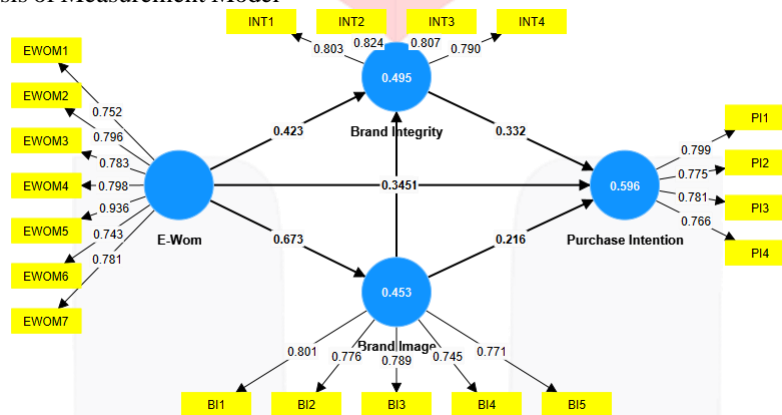 sis of Measurement Model
INT1 INT2 INT3 INT4
0.803 0.824 0.807 0.790
EWOM1
EWOM2
EWOM3
EWOM4
EWOM5
EWOM6
EWOM7
0.752
0.796
0.783
0.798
0.936
0.743
0.781
E-Wom
0.495
Brand Integrity
0.423
0.332
0.3451
0.673
0.216
0.453
Brand Image
0.596
Purchase Intention
0.799
0.775
0.781
0.766
PI1
PI2
PI3
PI4
0.801 0.776 0.789 0.745 0.771
BI1 BI2 BI3 BI4 BI5